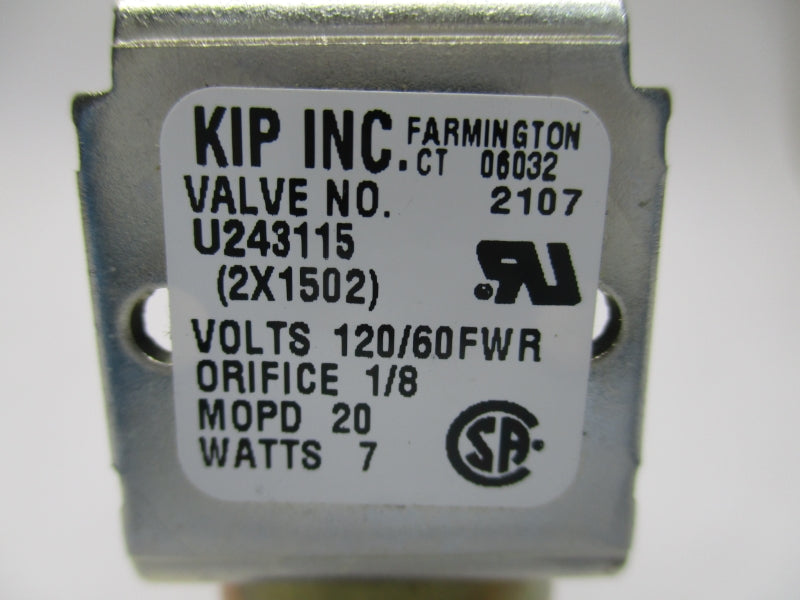 KIP INC. FARMINGTON
CT 06032
VALVE NO. 2107
U243115
(2X1502)
VOLTS 120/60FWR
ORIFICE 1/8
MOPD 20
WATTS 7